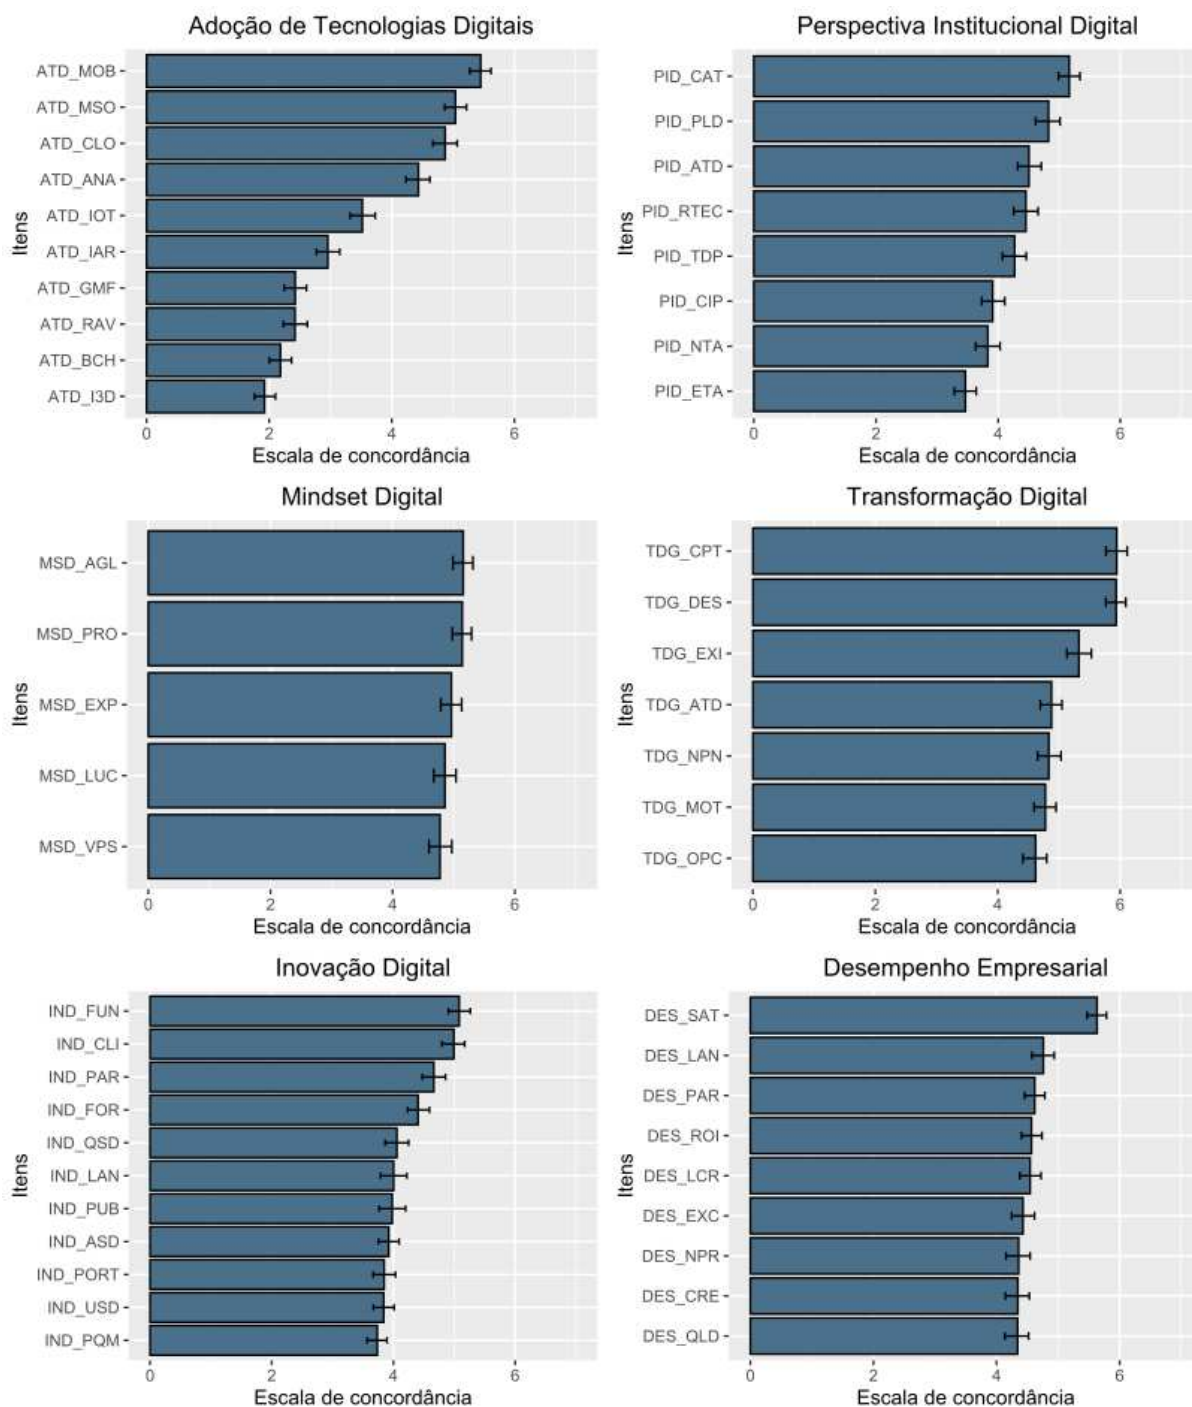 Adoção de Tecnologias Digitais
Itens
ATD_MOB
ATD_MSO
ATD_CLO
ATD_ANA
ATD_IOT
ATD_IAR
ATD_GMF
ATD_RAV
ATD_BCH
ATD_I3D
0 2 4 6
Escala de concordância
Perspectiva Institucional Digital
Itens
PID_CAT
PID_PLD
PID_ATD
PID_RTEC
PID_TDP
PID_CIP
PID_NTA
PID_ETA
0 2 4 6
Escala de concordância
Mindset Digital
Itens
MSD_AGL
MSD_PRO
MSD_EXP
MSD_LUC
MSD_VPS
0 2 4 6
Escala de concordância
Transformação Digital
Itens
TDG_CPT
TDG_DES
TDG_EXI
TDG_ATD
TDG_NPN
TDG_MOT
TDG_OPC
0 2 4 6
Escala de concordância
Inovação Digital
Itens
IND_FUN
IND_CLI
IND_PAR
IND_FOR
IND_QSD
IND_LAN
IND_PUB
IND_ASD
IND_PORT
IND_USD
IND_PQM
0 2 4 6
Escala de concordância
Desempenho Empresarial
Itens
DES_SAT
DES_LAN
DES_PAR
DES_ROI
DES_LCR
DES_EXC
DES_NPR
DES_CRE
DES_QLD
0 2 4 6
Escala de concordância